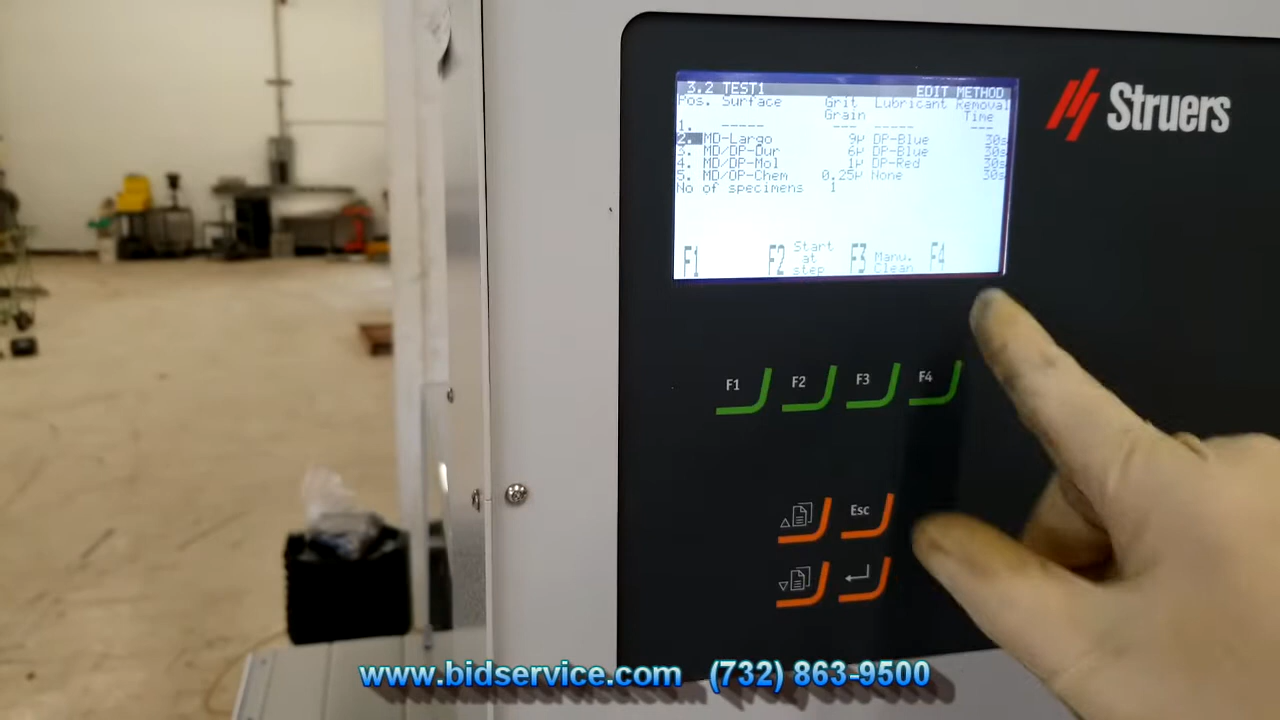 3.2 TEST1 EDIT METHOD
Pos. Surface Grit Lubricant Removal
Grain Time
1. ----- --- ----- ---
2. MD-Largo 9µ DP-Blue 30s
3. MD/DP-Dur 6µ DP-Blue 30s
4. MD/DP-Mol 1µ DP-Red 30s
5. MD/OP-Chem 0.25µ None 30s
No of specimens 1
F1 F2 Start at step F3 Manu. Clean F4
Struers
F1 F2 F3 F4
Esc
www.bidservice.com (732) 863-9500